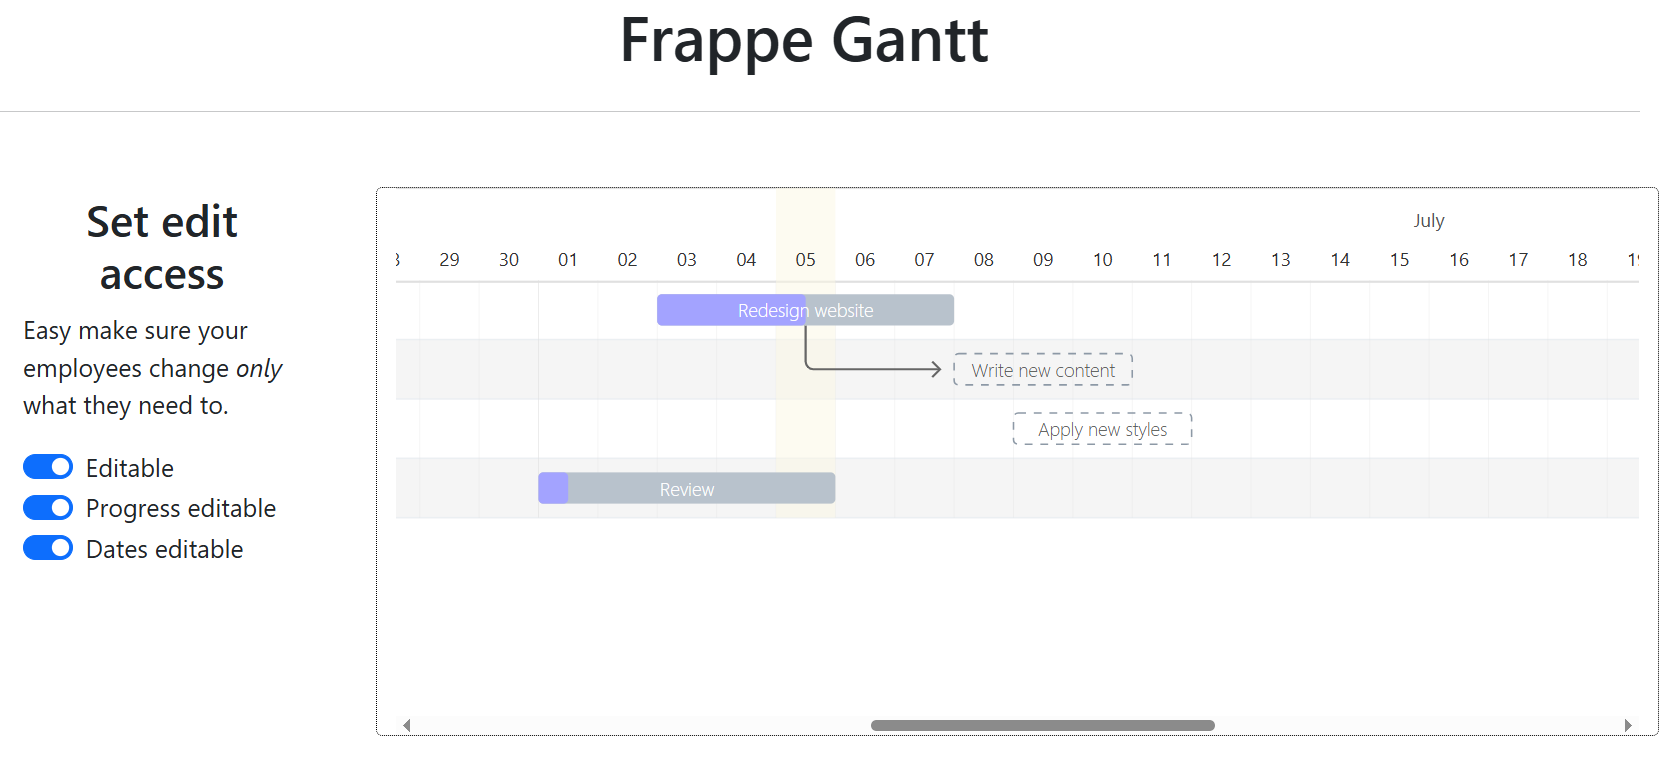 Frappe Gantt
Set edit
access
Easy make sure your
employees change only
what they need to.
Editable
Progress editable
Dates editable
July
29 30 01 02 03 04 05 06 07 08 09 10 11 12 13 14 15 16 17 18
Redesign website
Write new content
Apply new styles
Review